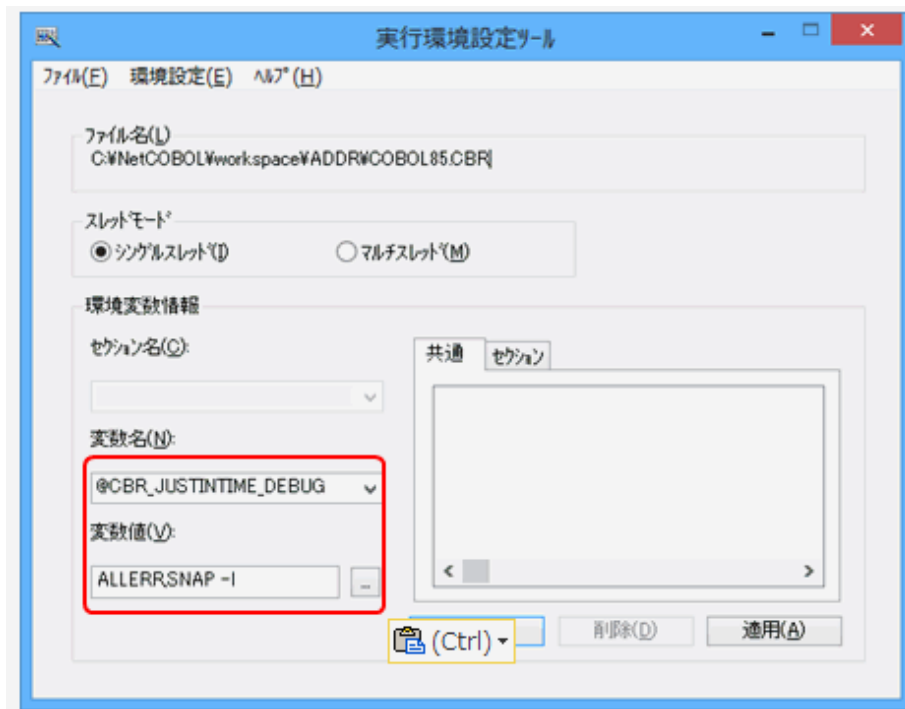 実行環境設定ﾂｰﾙ
ﾌｧｲﾙ(F) 環境設定(E) ﾍﾙﾌﾟ(H)
ﾌｧｲﾙ名(L)
C:¥NetCOBOL¥workspace¥ADDR¥COBOL85.CBR
ｽﾚｯﾄﾞﾓｰﾄﾞ
ｼﾝｸﾞﾙｽﾚｯﾄﾞ(I) ﾏﾙﾁｽﾚｯﾄﾞ(M)
環境変数情報
ｾｸｼｮﾝ名(C):
共通 ｾｸｼｮﾝ
変数名(N):
@CBR_JUSTINTIME_DEBUG
変数値(V):
ALLERR,SNAP -I
(Ctrl) 削除(D) 適用(A)